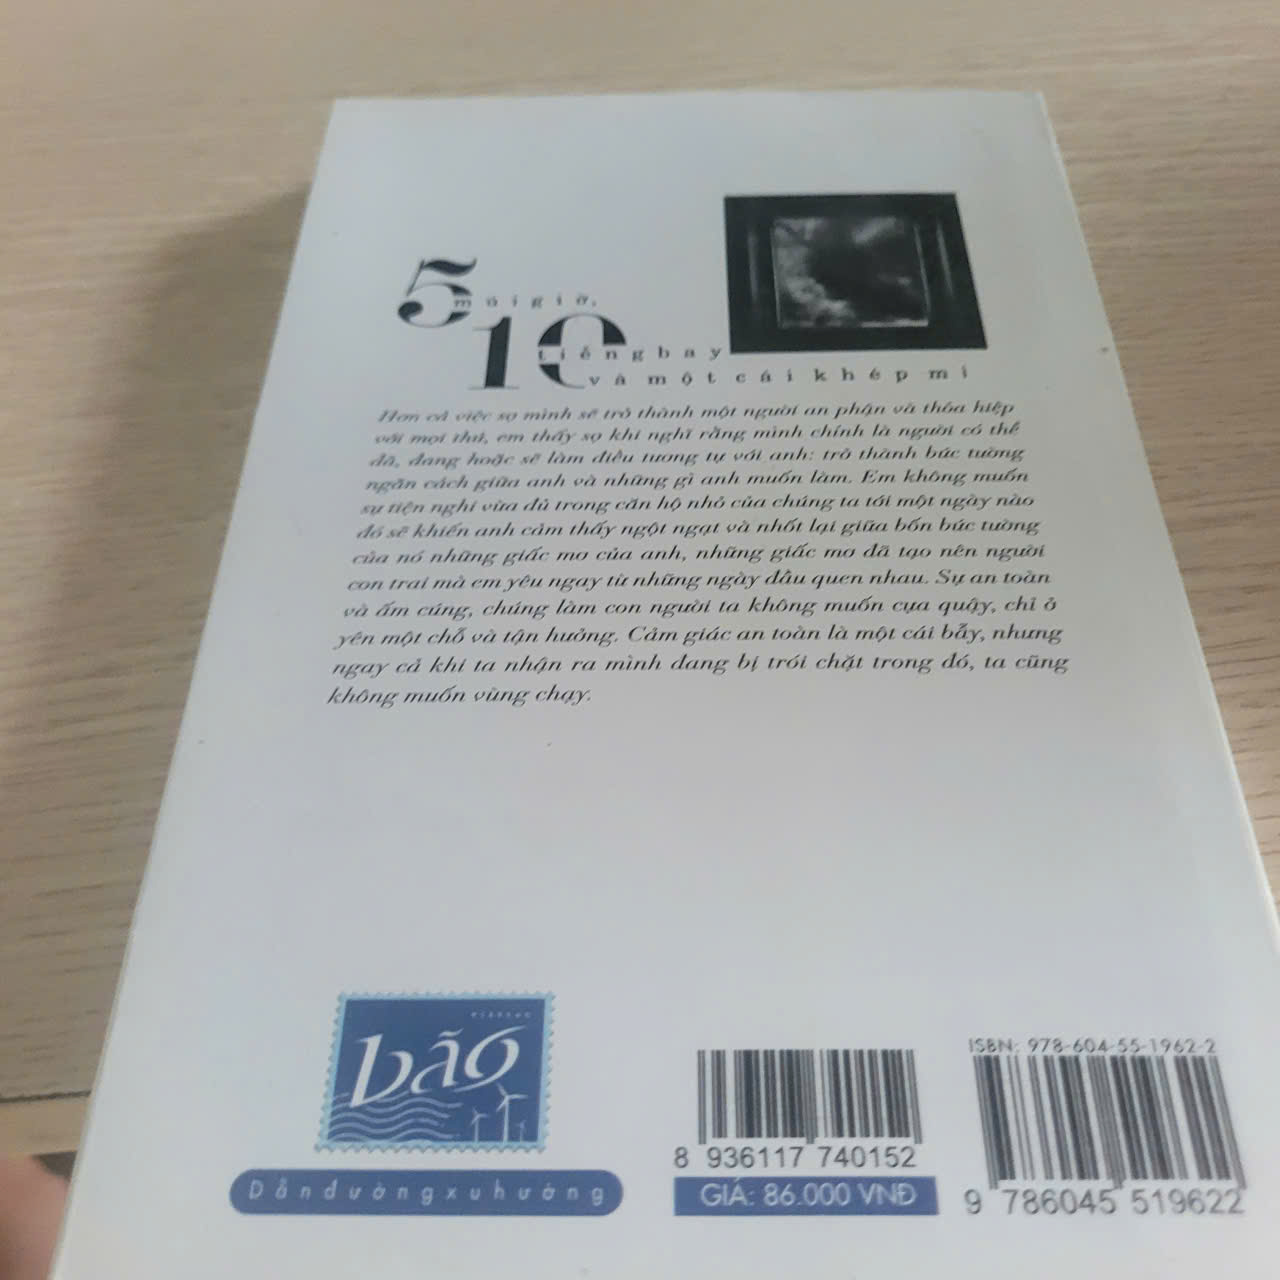 5 múi giờ,
10 tiếng bay
và một cái khép mi
Hơn cả việc sợ mình sẽ trở thành một người an phận và thỏa hiệp
với mọi thứ, em thấy sợ khi nghĩ rằng mình chính là người có thể
đã, đang hoặc sẽ làm điều tương tự với anh: trở thành bức tường
ngăn cách giữa anh và những gì anh muốn làm. Em không muốn
sự tiện nghi vừa đủ trong căn hộ nhỏ của chúng ta tới một ngày nào
đó sẽ khiến anh cảm thấy ngột ngạt và nhốt lại giữa bốn bức tường
của nó những giấc mơ của anh, những giấc mơ đã tạo nên người
con trai mà em yêu ngay từ những ngày đầu quen nhau. Sự an toàn
và ấm cúng, chúng làm con người ta không muốn cựa quậy, chỉ ở
yên một chỗ và tận hưởng. Cảm giác an toàn là một cái bẫy, nhưng
ngay cả khi ta nhận ra mình đang bị trói chặt trong đó, ta cũng
không muốn vùng chạy.
bão
Dẫn đường xu hướng
8 936117 740152
GIÁ: 86.000 VNĐ
ISBN: 978-604-55-1962-2
9 786045 519622